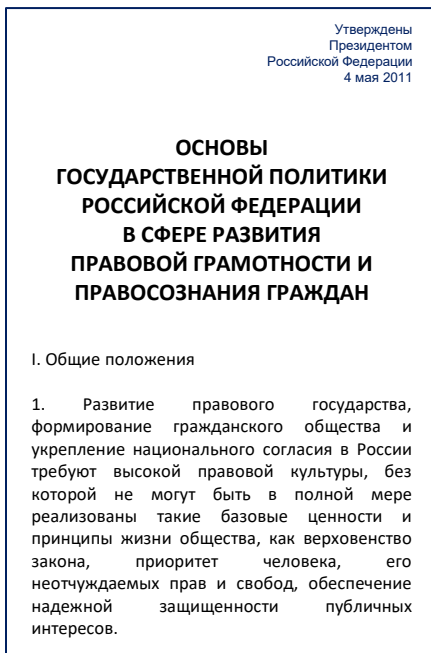 Утверждены
Президентом
Российской Федерации
4 мая 2011
ОСНОВЫ
ГОСУДАРСТВЕННОЙ ПОЛИТИКИ
РОССИЙСКОЙ ФЕДЕРАЦИИ
В СФЕРЕ РАЗВИТИЯ
ПРАВОВОЙ ГРАМОТНОСТИ И
ПРАВОСОЗНАНИЯ ГРАЖДАН
I. Общие положения
1. Развитие правового государства,
формирование гражданского общества и
укрепление национального согласия в России
требуют высокой правовой культуры, без
которой не могут быть в полной мере
реализованы такие базовые ценности и
принципы жизни общества, как верховенство
закона, приоритет человека, его
неотчуждаемых прав и свобод, обеспечение
надежной защищенности публичных
интересов.